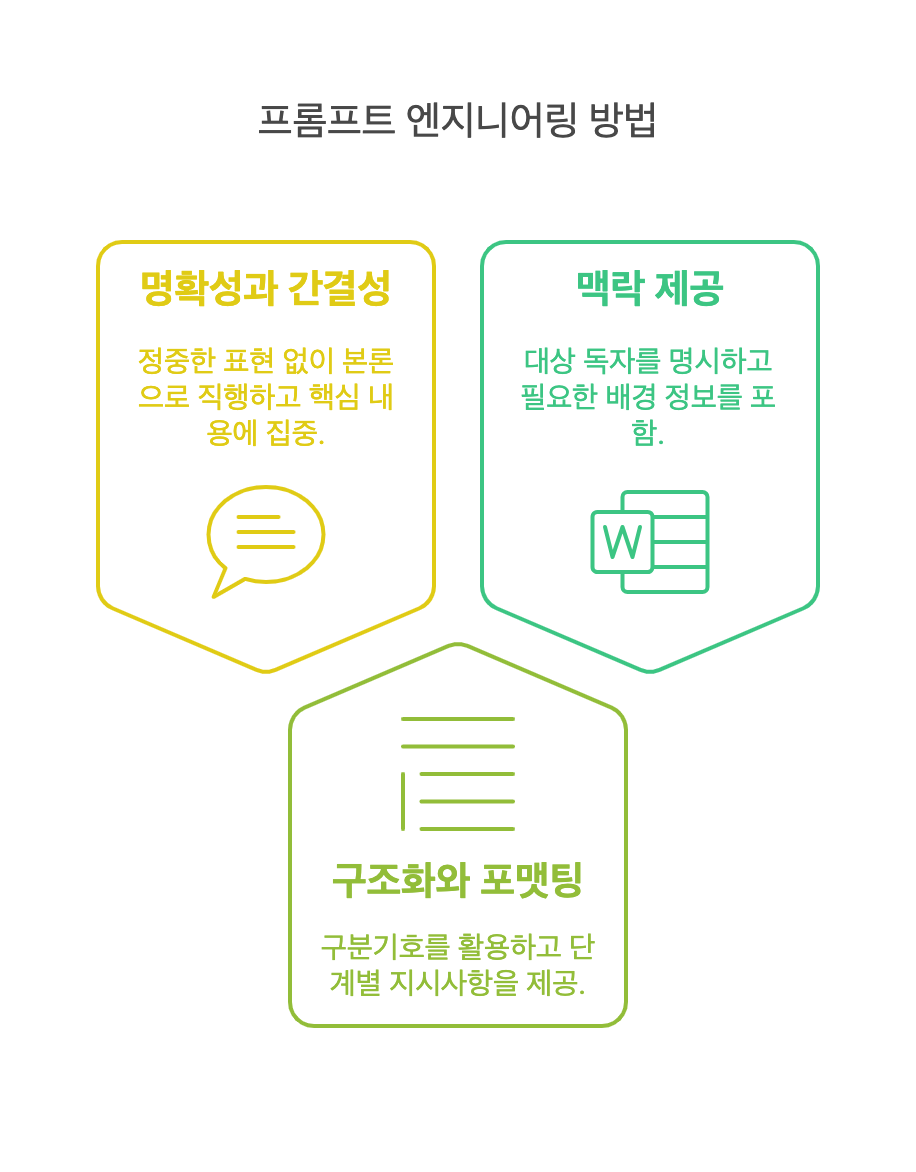 프롬프트 엔지니어링 방법
명확성과 간결성
정중한 표현 없이 본론
으로 직행하고 핵심 내
용에 집중.
맥락 제공
대상 독자를 명시하고
필요한 배경 정보를 포
함.
W
구조화와 포맷팅
구분기호를 활용하고 단
계별 지시사항을 제공.